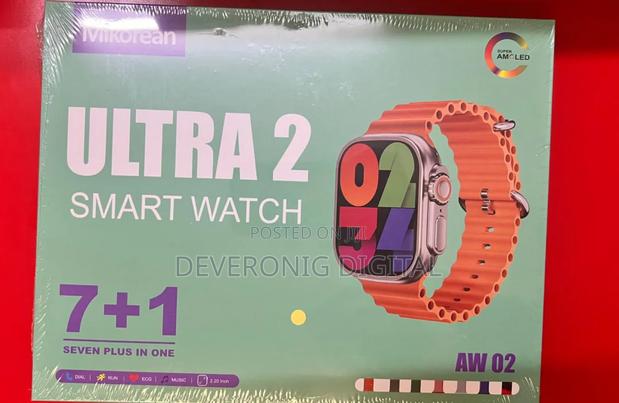 Mikorean
SUPER
AMOLED
ULTRA 2
SMART WATCH
POSTED ON
DEVERONIG DIGITAL
7+1
SEVEN PLUS IN ONE
DIAL RUN ECG MUSIC 2.20 Inch
AW 02